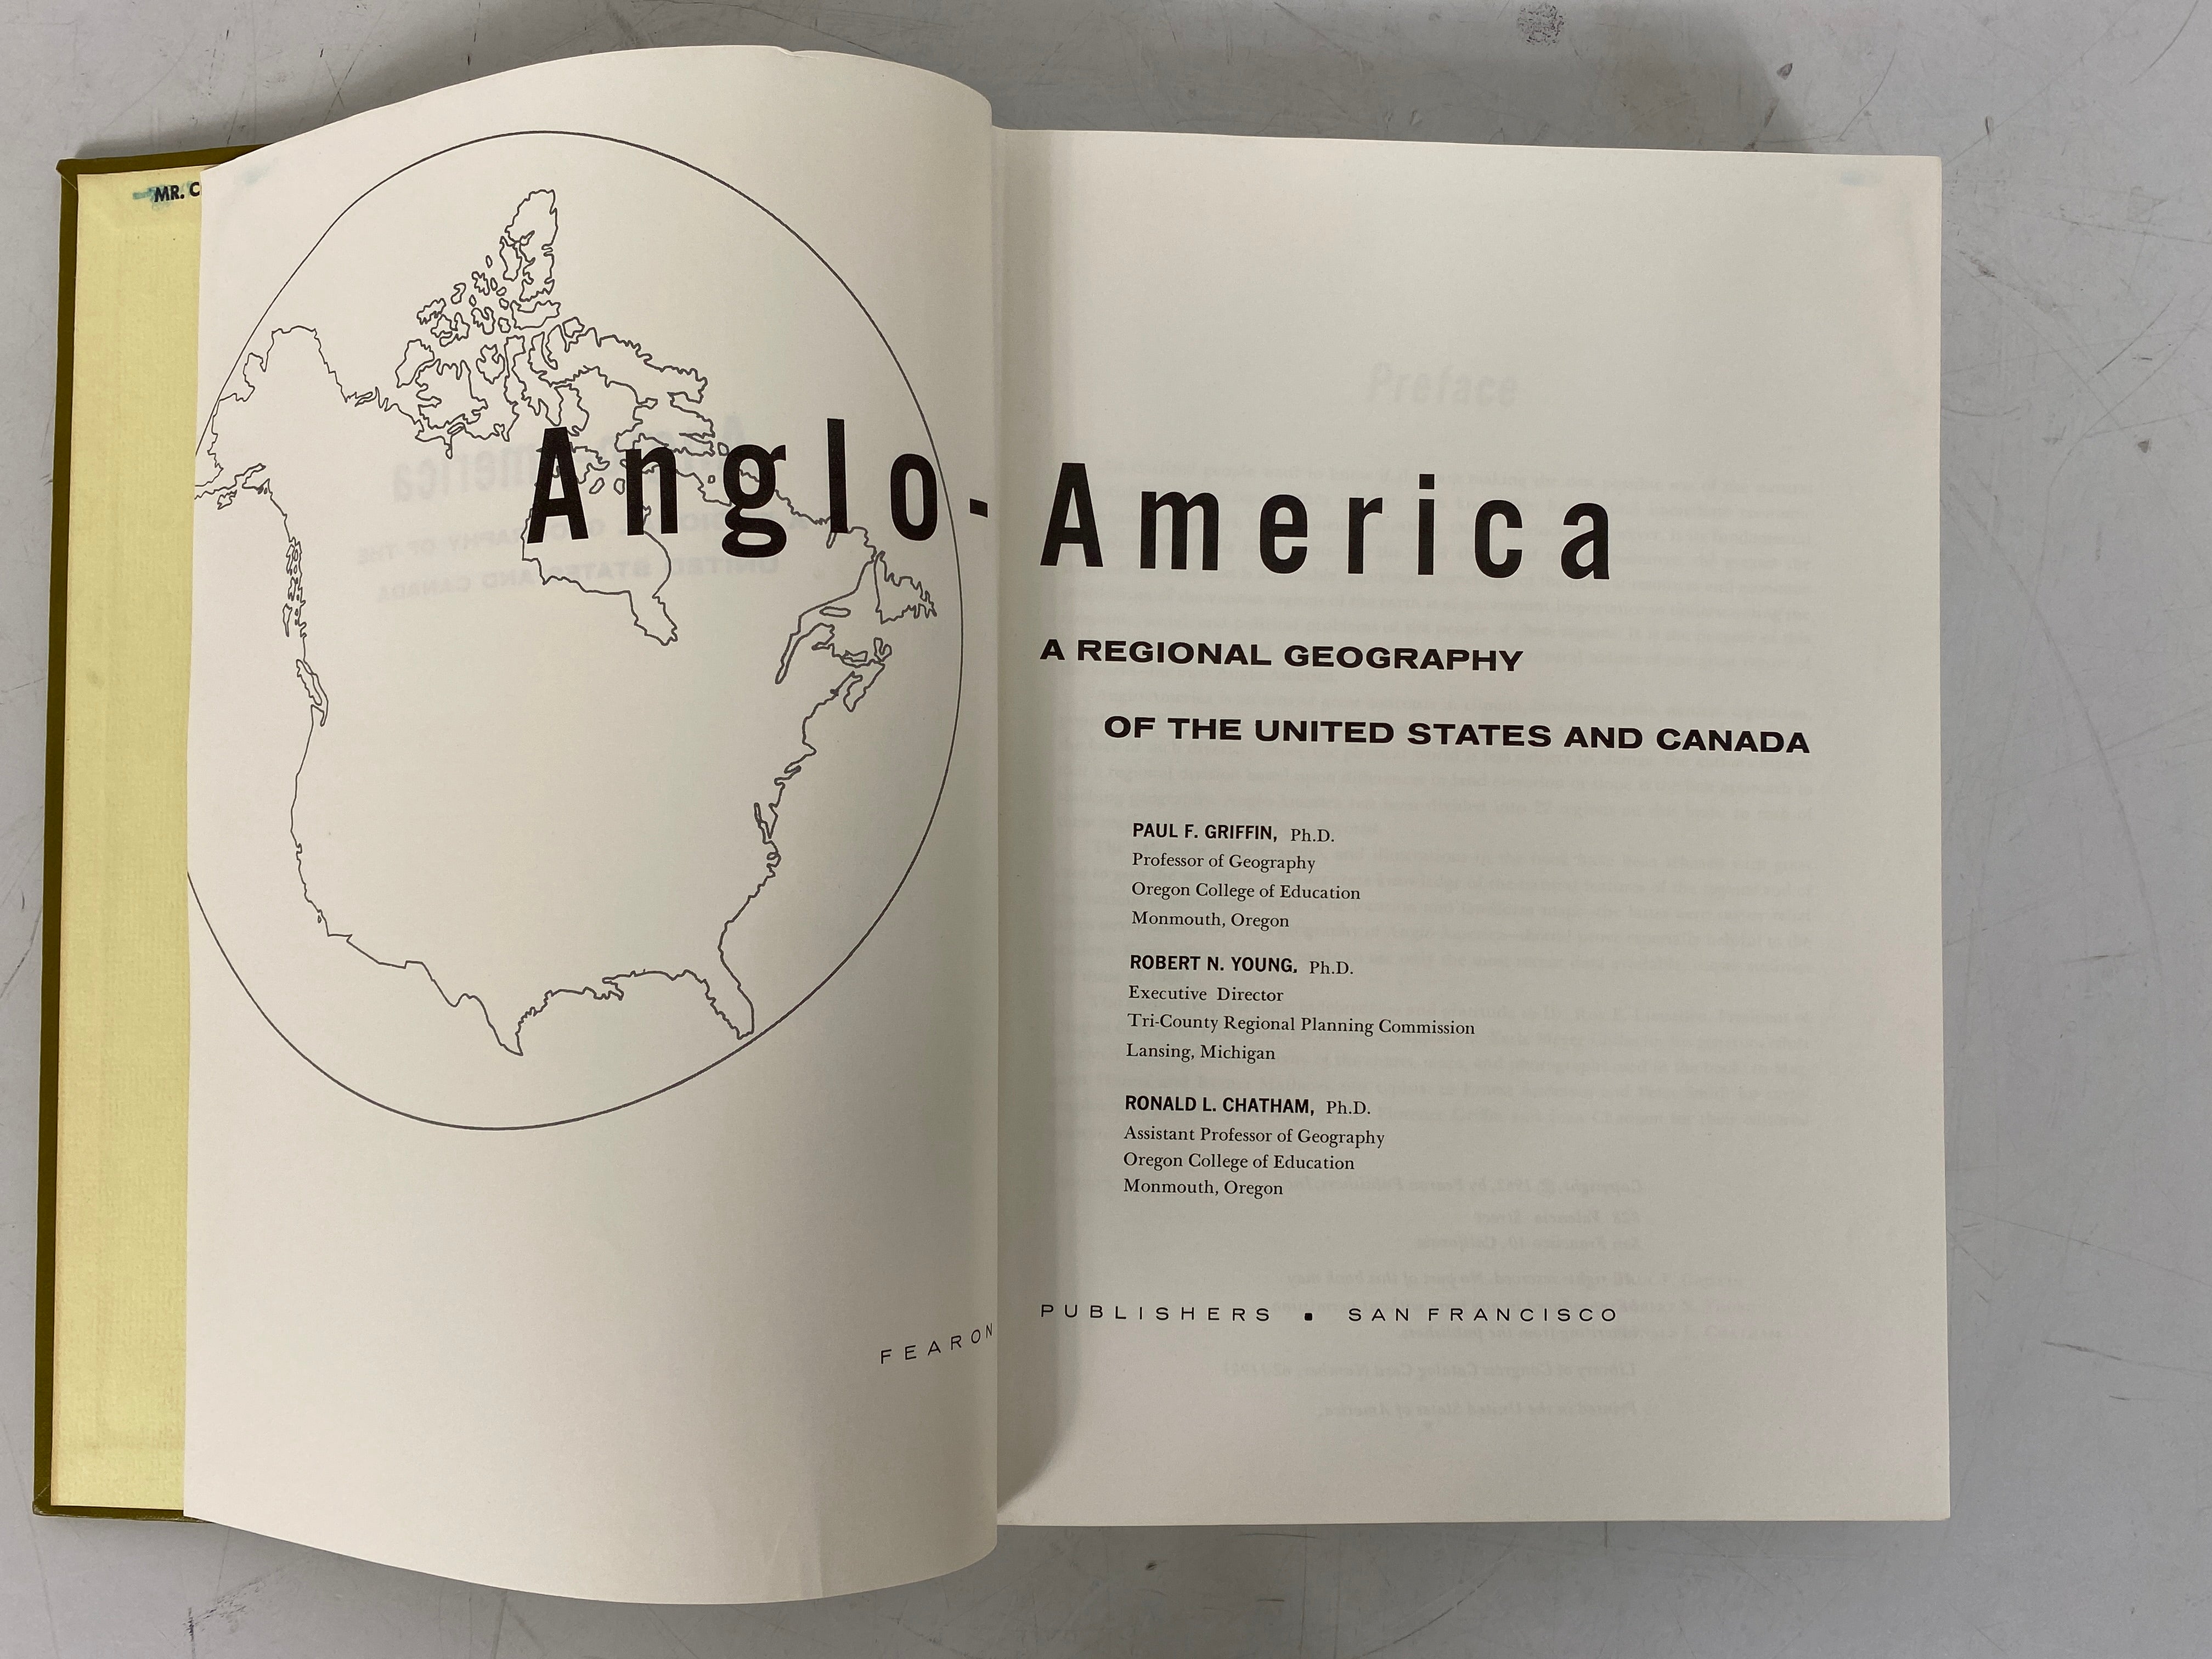 MR. C
Anglo-America
A REGIONAL GEOGRAPHY
OF THE UNITED STATES AND CANADA
PAUL F. GRIFFIN, Ph.D.
Professor of Geography
Oregon College of Education
Monmouth, Oregon
ROBERT N. YOUNG, Ph.D.
Executive Director
Tri-County Regional Planning Commission
Lansing, Michigan
RONALD L. CHATHAM, Ph.D.
Assistant Professor of Geography
Oregon College of Education
Monmouth, Oregon
FEARON PUBLISHERS ▪ SAN FRANCISCO